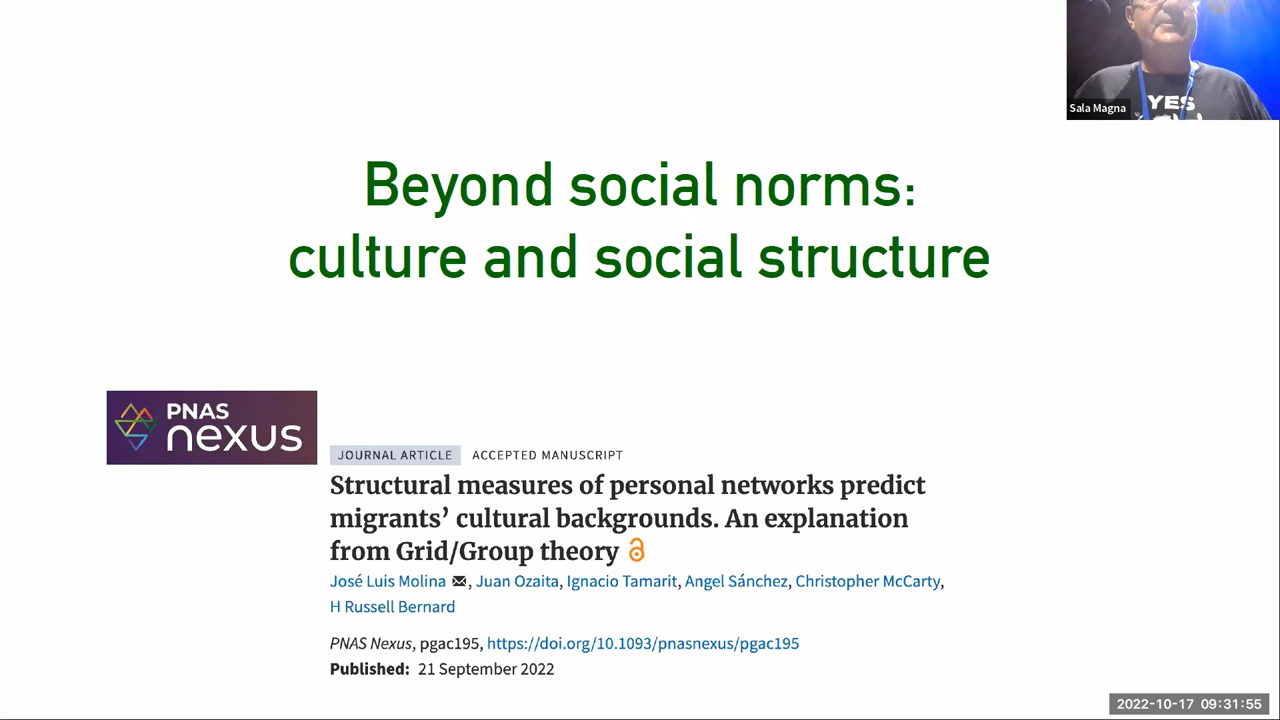 YES
Sala Magna
Beyond social norms:
culture and social structure
PNAS
nexus
JOURNAL ARTICLE ACCEPTED MANUSCRIPT
Structural measures of personal networks predict
migrants’ cultural backgrounds. An explanation
from Grid/Group theory
José Luis Molina , Juan Ozaita, Ignacio Tamarit, Angel Sánchez, Christopher McCarty,
H Russell Bernard
PNAS Nexus, pgac195, https://doi.org/10.1093/pnasnexus/pgac195
Published: 21 September 2022
2022-10-17 09:31:55